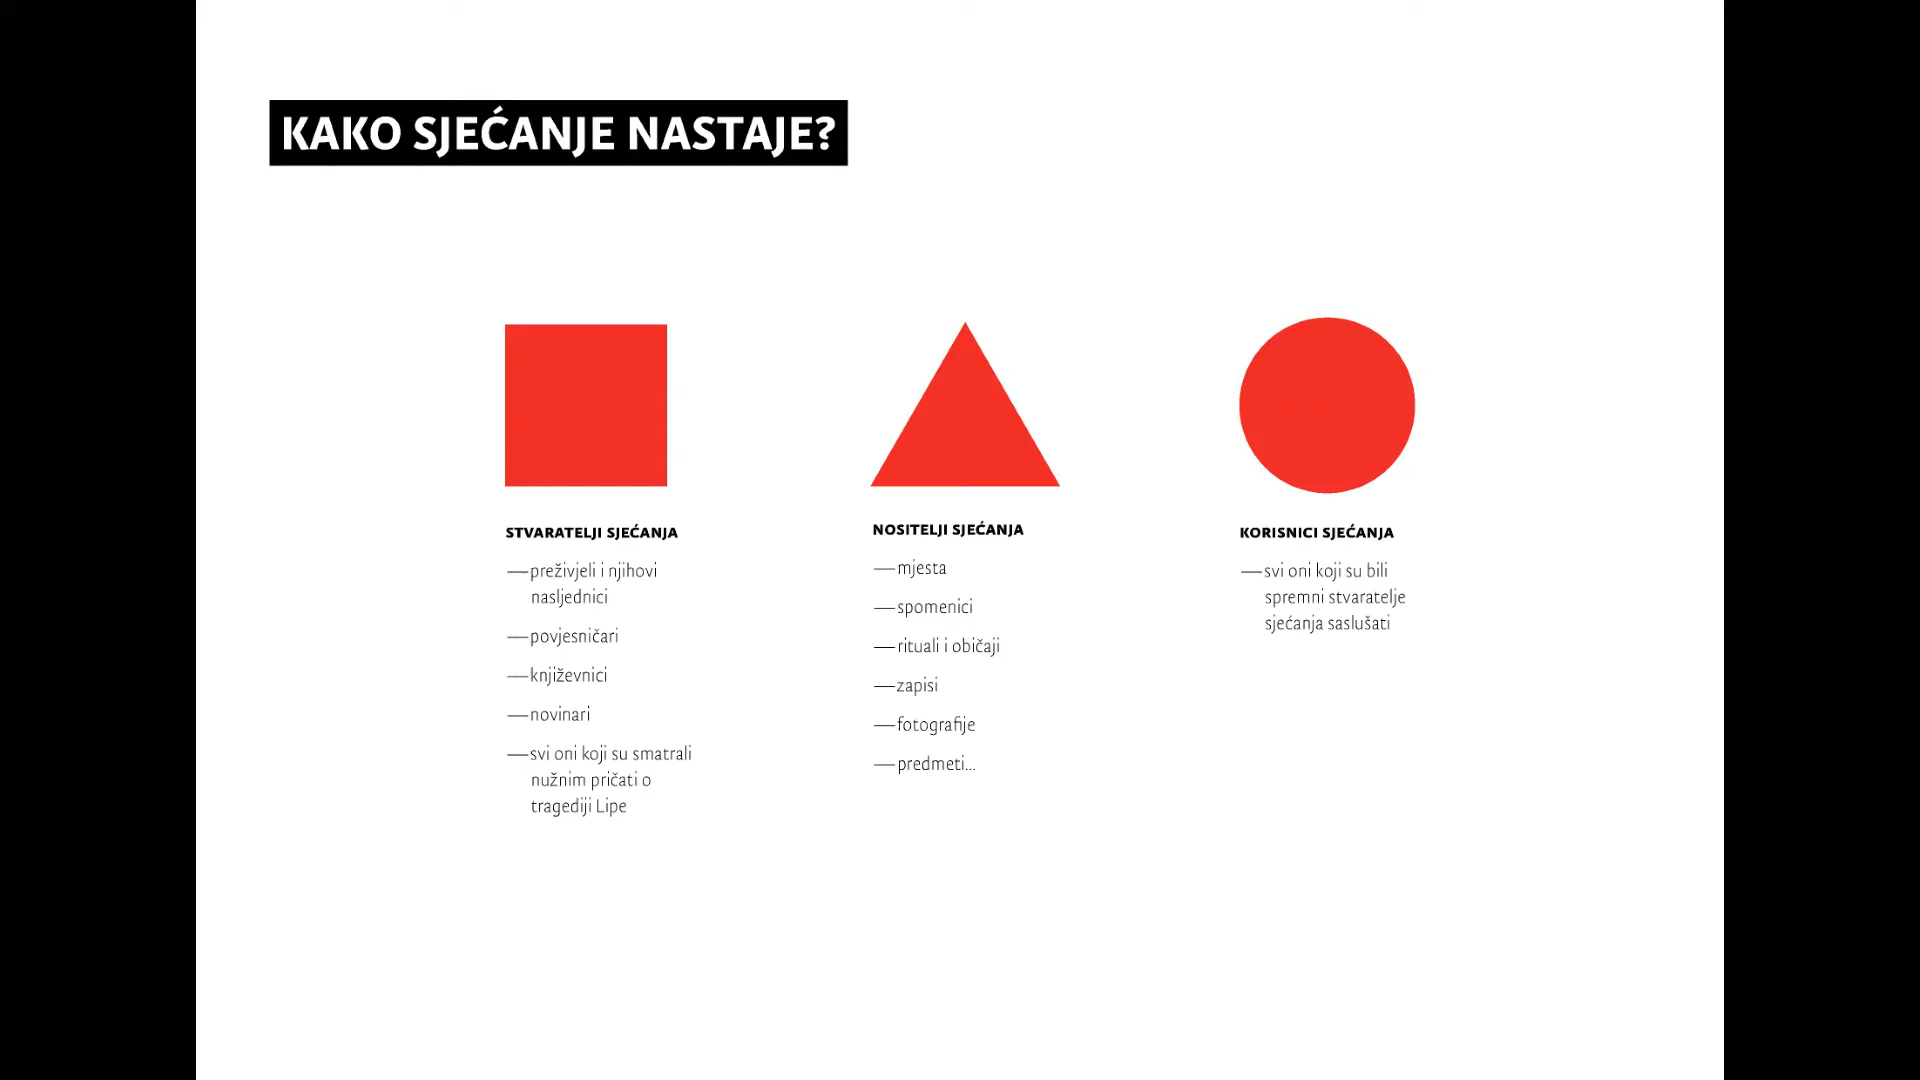 KAKO SJEĆANJE NASTAJE?
STVARATELJI SJEĆANJA
—preživjeli i njihovi
nasljednici
—povjesničari
—književnici
—novinari
—svi oni koji su smatrali
nužnim pričati o
tragediji Lipe
NOSITELJI SJEĆANJA
—mjesta
—spomenici
—rituali i običaji
—zapisi
—fotografije
—predmeti...
KORISNICI SJEĆANJA
—svi oni koji su bili
spremni stvaratelje
sjećanja saslušati